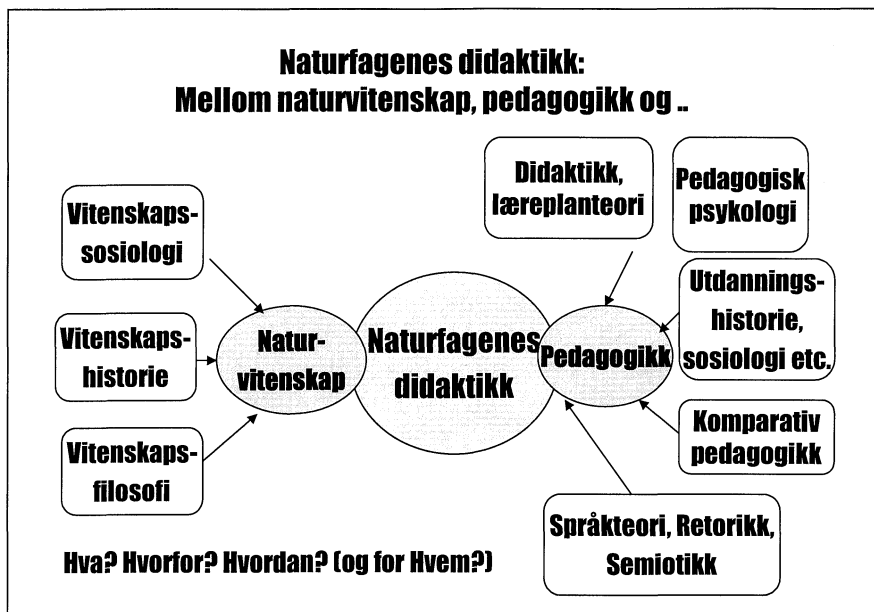 Naturfagenes didaktikk:
Mellom naturvitenskap, pedagogikk og ..
Didaktikk,
læreplanteori
Pedagogisk
psykologi
Vitenskaps-
sosiologi
Vitenskaps-
historie
Vitenskaps-
filosofi
Natur-
vitenskap
Naturfagenes
didaktikk
Pedagogikk
Utdannings-
historie,
sosiologi etc.
Komparativ
pedagogikk
Språkteori, Retorikk,
Semiotikk
Hva? Hvorfor? Hvordan? (og for Hvem?)